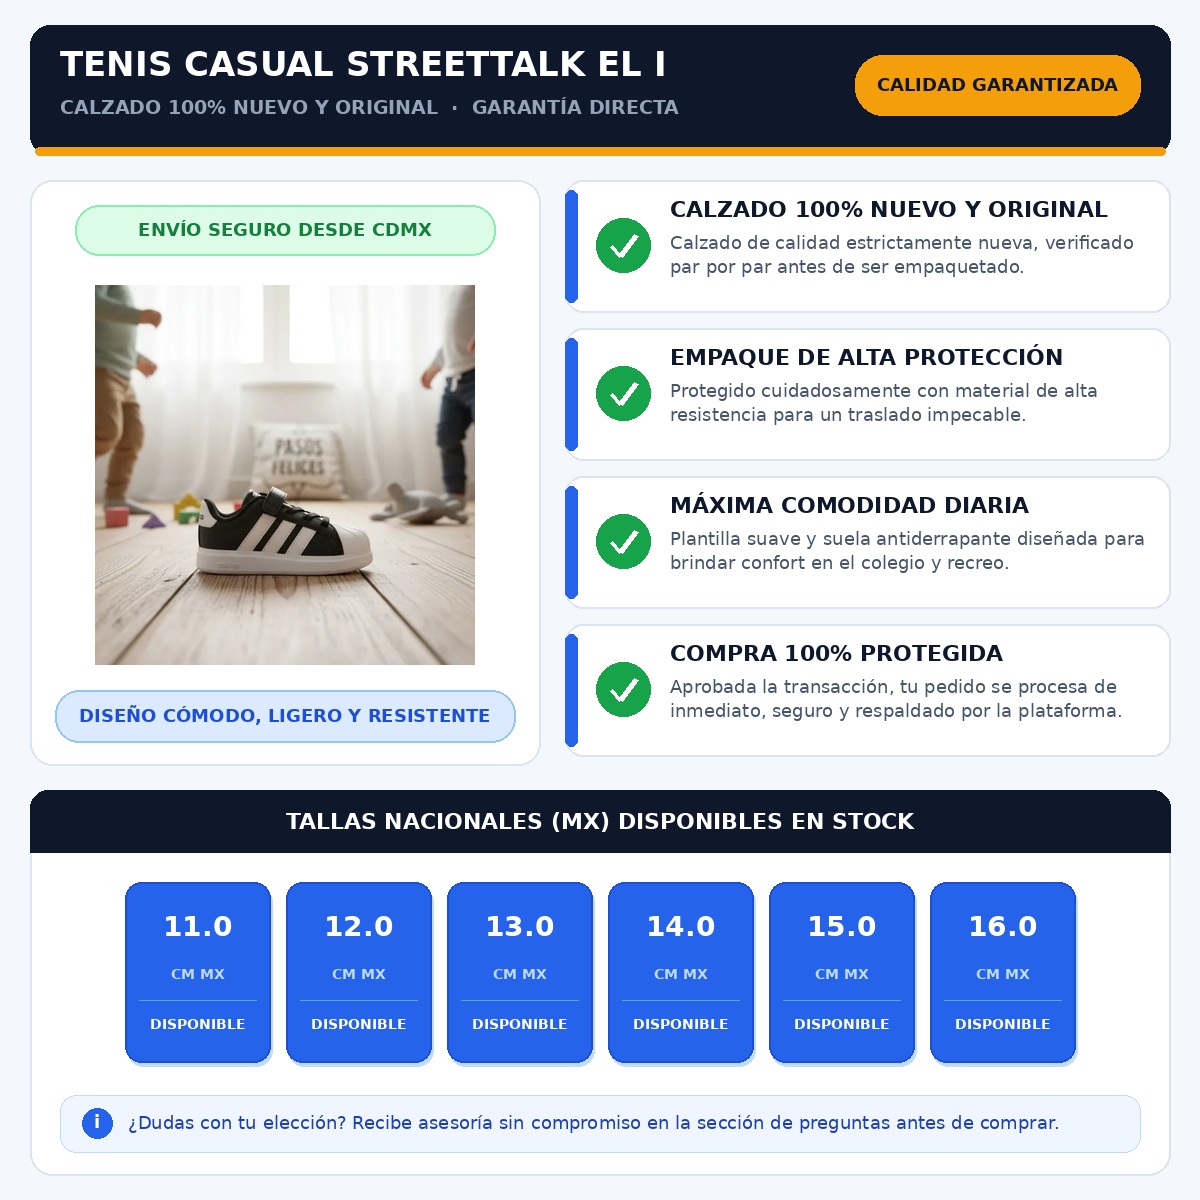 TENIS CASUAL STREETTALK EL I
CALZADO 100% NUEVO Y ORIGINAL · GARANTÍA DIRECTA
CALIDAD GARANTIZADA
ENVÍO SEGURO DESDE CDMX
PASOS
FELICES
DISEÑO CÓMODO, LIGERO Y RESISTENTE
CALZADO 100% NUEVO Y ORIGINAL
Calzado de calidad estrictamente nueva, verificado
par por par antes de ser empaquetado.
EMPAQUE DE ALTA PROTECCIÓN
Protegido cuidadosamente con material de alta
resistencia para un traslado impecable.
MÁXIMA COMODIDAD DIARIA
Plantilla suave y suela antiderrapante diseñada para
brindar confort en el colegio y recreo.
COMPRA 100% PROTEGIDA
Aprobada la transacción, tu pedido se procesa de
inmediato, seguro y respaldado por la plataforma.
TALLAS NACIONALES (MX) DISPONIBLES EN STOCK
11.0
CM MX
DISPONIBLE
12.0
CM MX
DISPONIBLE
13.0
CM MX
DISPONIBLE
14.0
CM MX
DISPONIBLE
15.0
CM MX
DISPONIBLE
16.0
CM MX
DISPONIBLE
i
¿Dudas con tu elección? Recibe asesoría sin compromiso en la sección de preguntas antes de comprar.